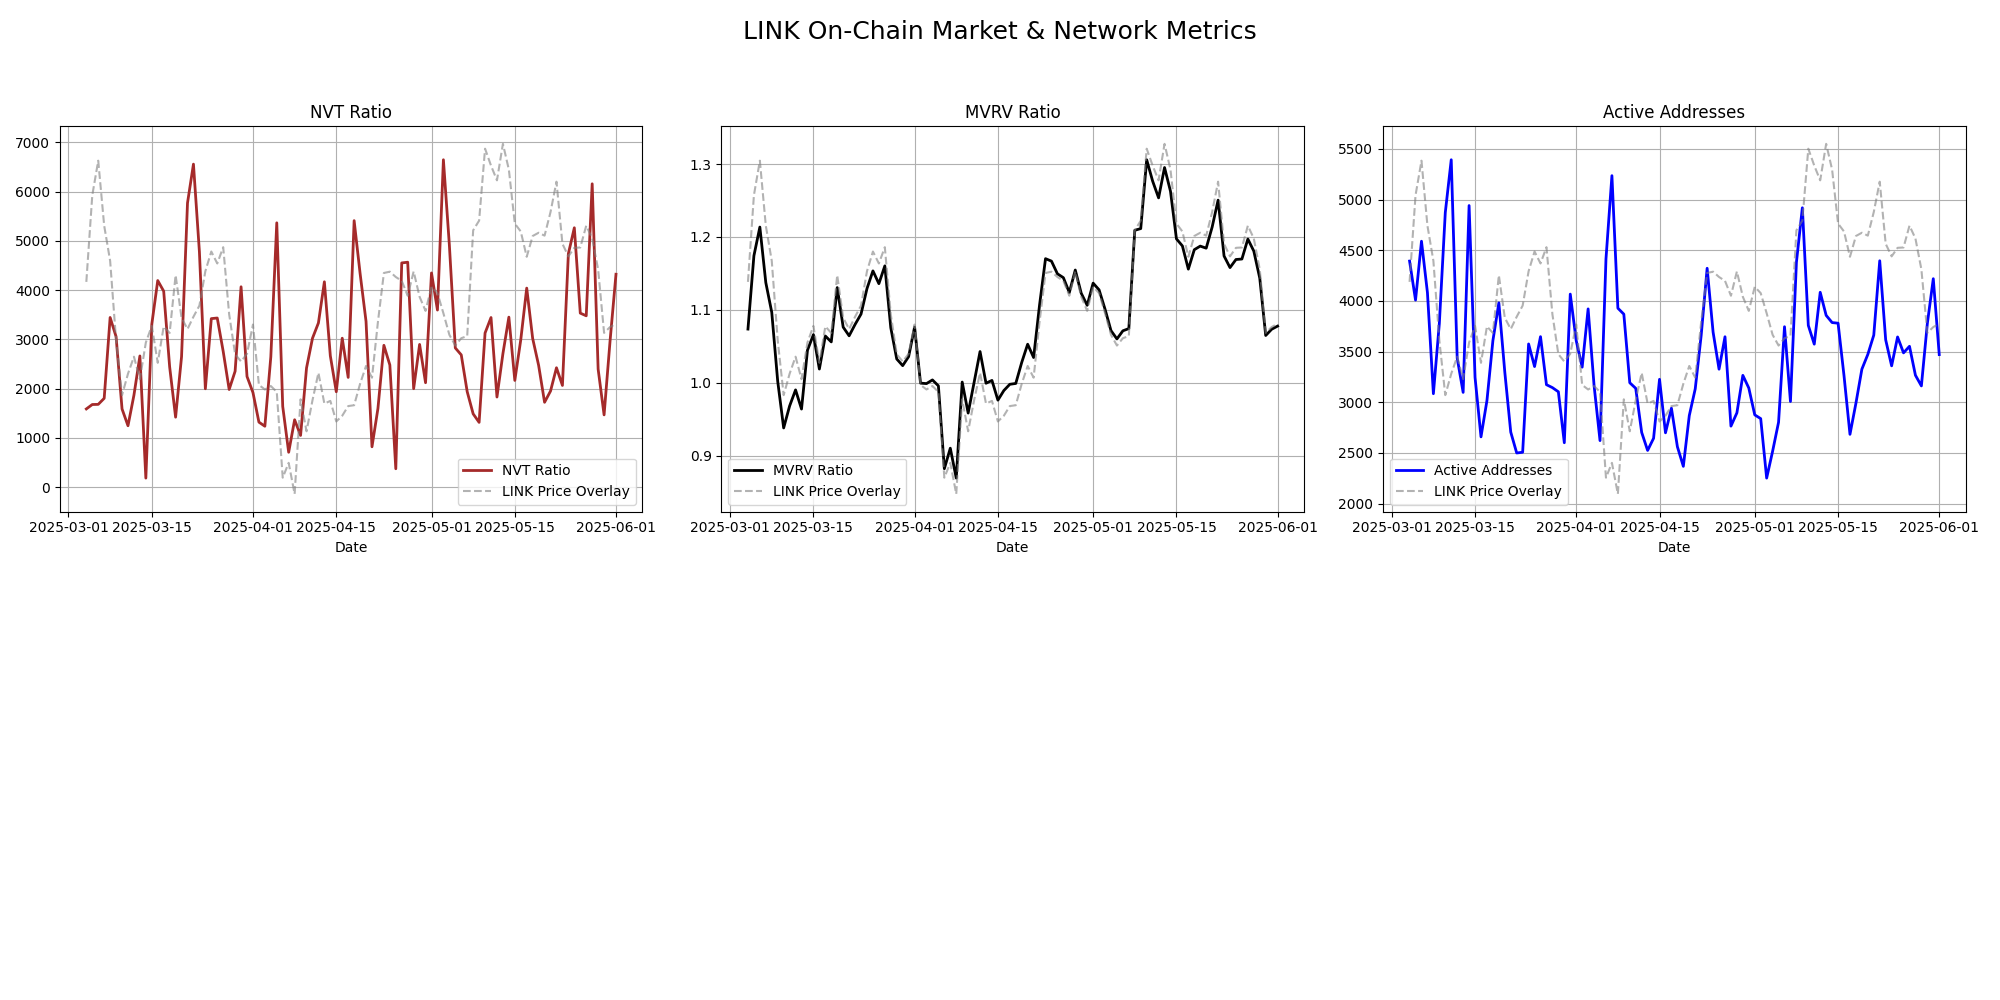 LINK On-Chain Market & Network Metrics
NVT Ratio
7000
6000
5000
4000
3000
2000
1000
0
NVT Ratio
LINK Price Overlay
2025-03-01 2025-03-15 2025-04-01 2025-04-15 2025-05-01 2025-05-15 2025-06-01
Date
MVRV Ratio
1.3
1.2
1.1
1.0
0.9
MVRV Ratio
LINK Price Overlay
2025-03-01 2025-03-15 2025-04-01 2025-04-15 2025-05-01 2025-05-15 2025-06-01
Date
Active Addresses
5500
5000
4500
4000
3500
3000
2500
2000
Active Addresses
LINK Price Overlay
2025-03-01 2025-03-15 2025-04-01 2025-04-15 2025-05-01 2025-05-15 2025-06-01
Date